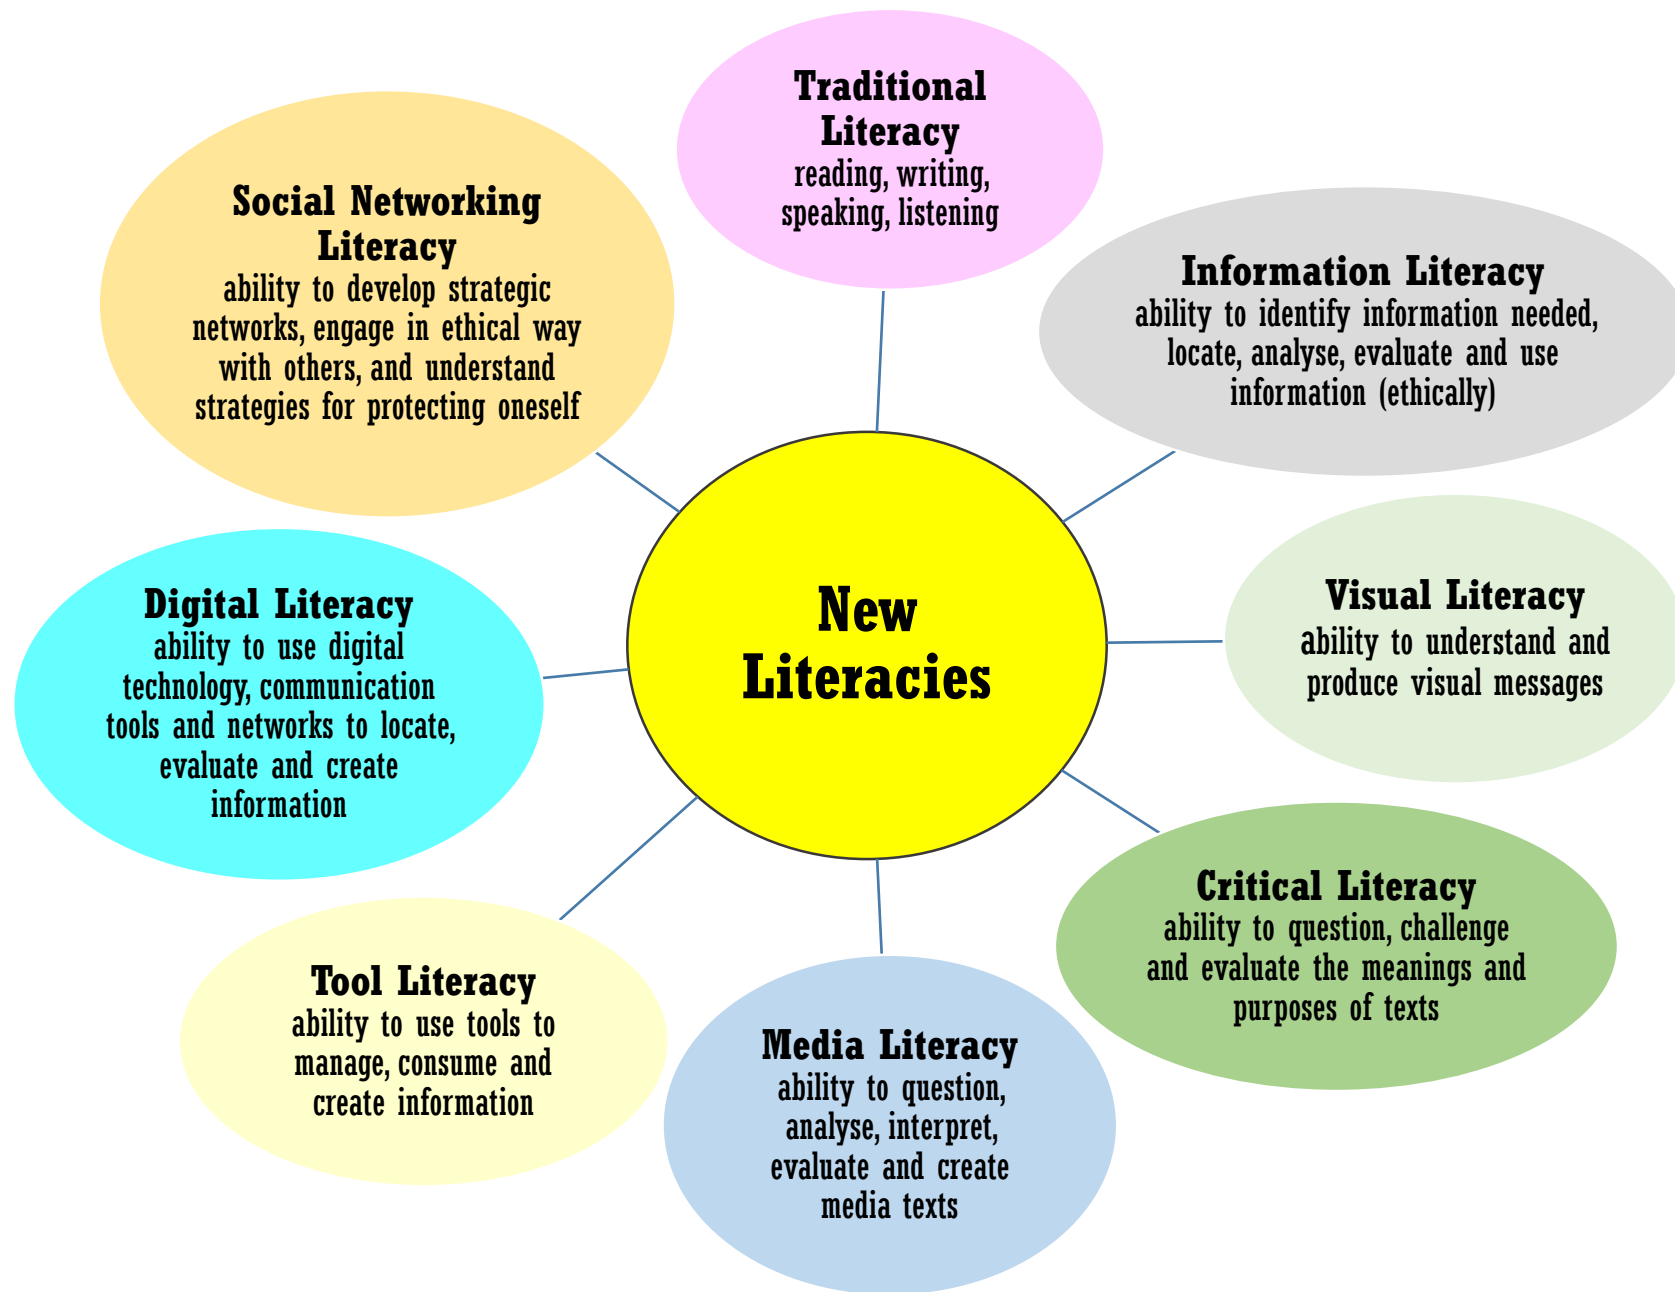 Traditional
Literacy
reading, writing,
speaking, listening
Information Literacy
ability to identify information needed,
locate, analyse, evaluate and use
information (ethically)
Visual Literacy
ability to understand and
produce visual messages
Critical Literacy
ability to question, challenge
and evaluate the meanings and
purposes of texts
Media Literacy
ability to question,
analyse, interpret,
evaluate and create
media texts
Tool Literacy
ability to use tools to
manage, consume and
create information
Digital Literacy
ability to use digital
technology, communication
tools and networks to locate,
evaluate and create
information
Social Networking
Literacy
ability to develop strategic
networks, engage in ethical way
with others, and understand
strategies for protecting oneself
New
Literacies